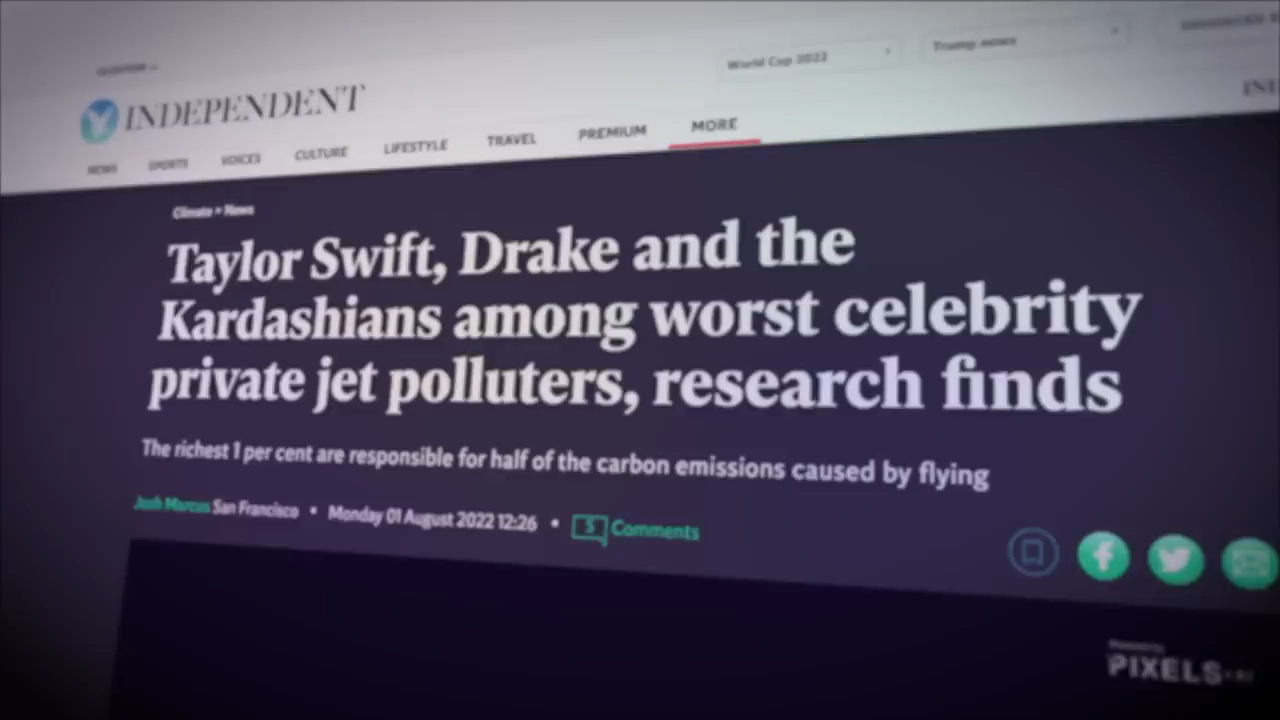 World Cup 2022
Trump news
INDEPENDENT
NEWS SPORTS VOICES CULTURE LIFESTYLE TRAVEL PREMIUM MORE
Climate > News
Taylor Swift, Drake and the
Kardashians among worst celebrity
private jet polluters, research finds
The richest 1 per cent are responsible for half of the carbon emissions caused by flying
Josh Marcus San Francisco • Monday 01 August 2022 12:26 • 5 Comments
Powered by
PIXELS